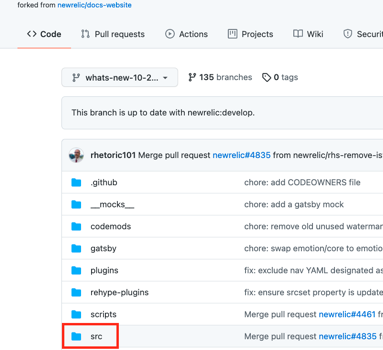 forked from newrelic/docs-website
Code Pull requests Actions Projects Wiki
whats-new-10-2... 135 branches 0 tags
This branch is up to date with newrelic:develop.
rhetoric101 Merge pull request newrelic#4835 from newrelic/rhs-remove-is
.github chore: add CODEOWNERS file
__mocks__ chore: add a gatsby mock
codemods chore: remove old unused waterman
gatsby chore: swap emotion/core to emotio
plugins fix: exclude nav YAML designated as
rehype-plugins fix: ensure srcset property is update
scripts Merge pull request newrelic#4461 fr
src Merge pull request newrelic#4835 f